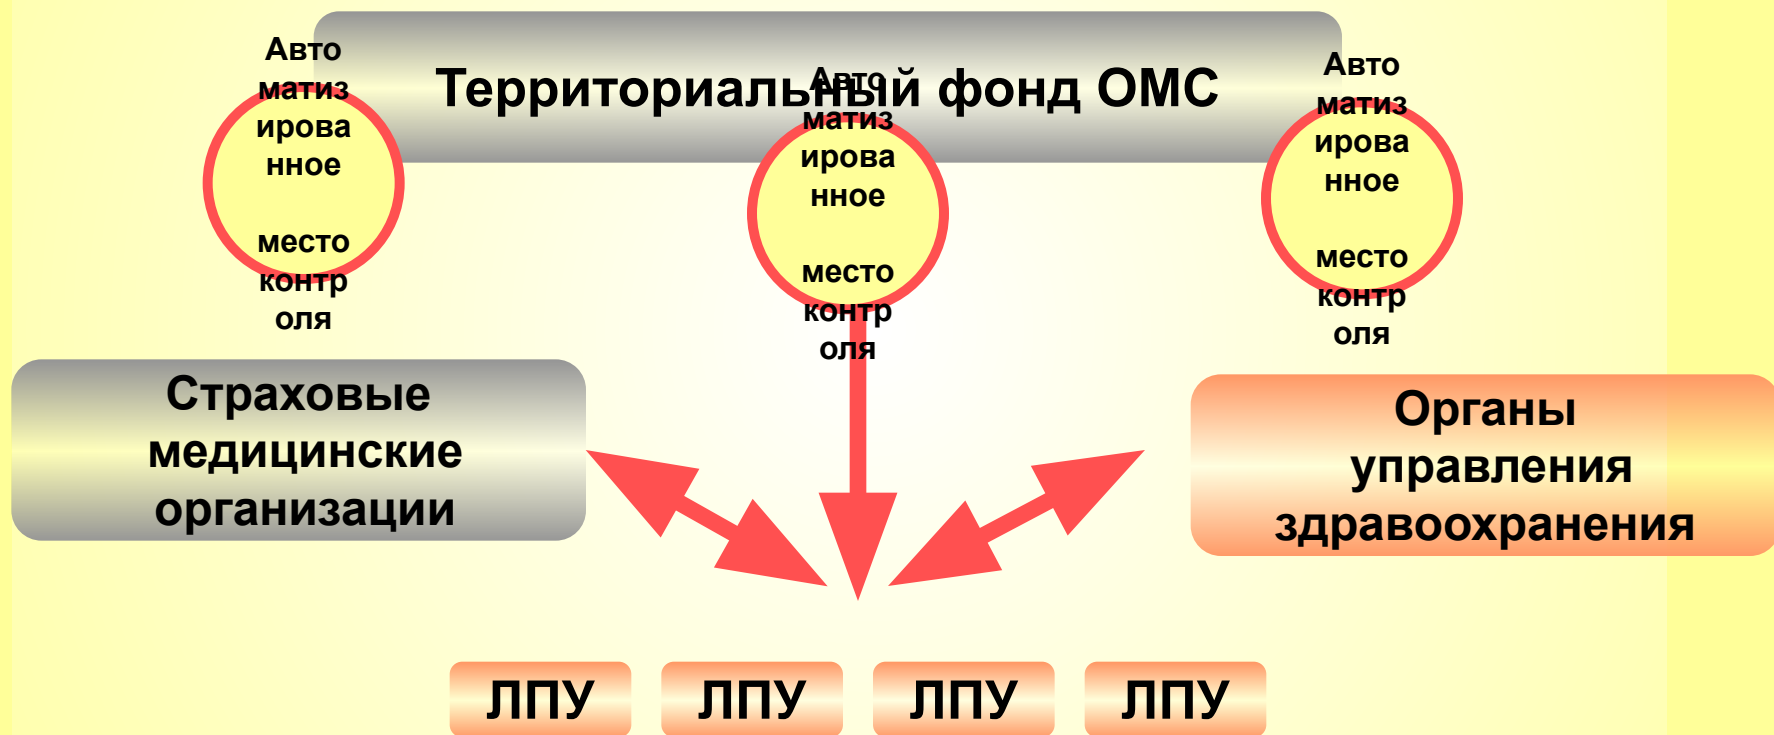 Территориальный фонд ОМС
Авто
матиз
ирова
нное
место
контр
оля
Авто
матиз
ирова
нное
место
контр
оля
Авто
матиз
ирова
нное
место
контр
оля
Страховые
медицинские
организации
Органы
управления
здравоохранения
ЛПУ
ЛПУ
ЛПУ
ЛПУ